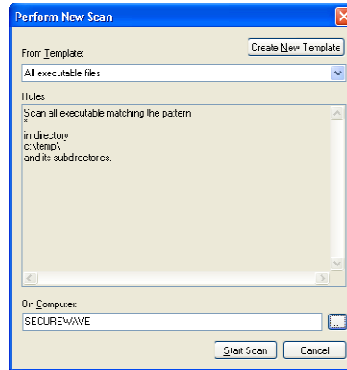 Perform New Scan
Create New Template
From Template:
All executable files
Rules
Scan all executable matching the pattern
*
in directory
c:\temp\
and its subdirectories.
On Computer:
SECUREWAVE
...
Start Scan
Cancel